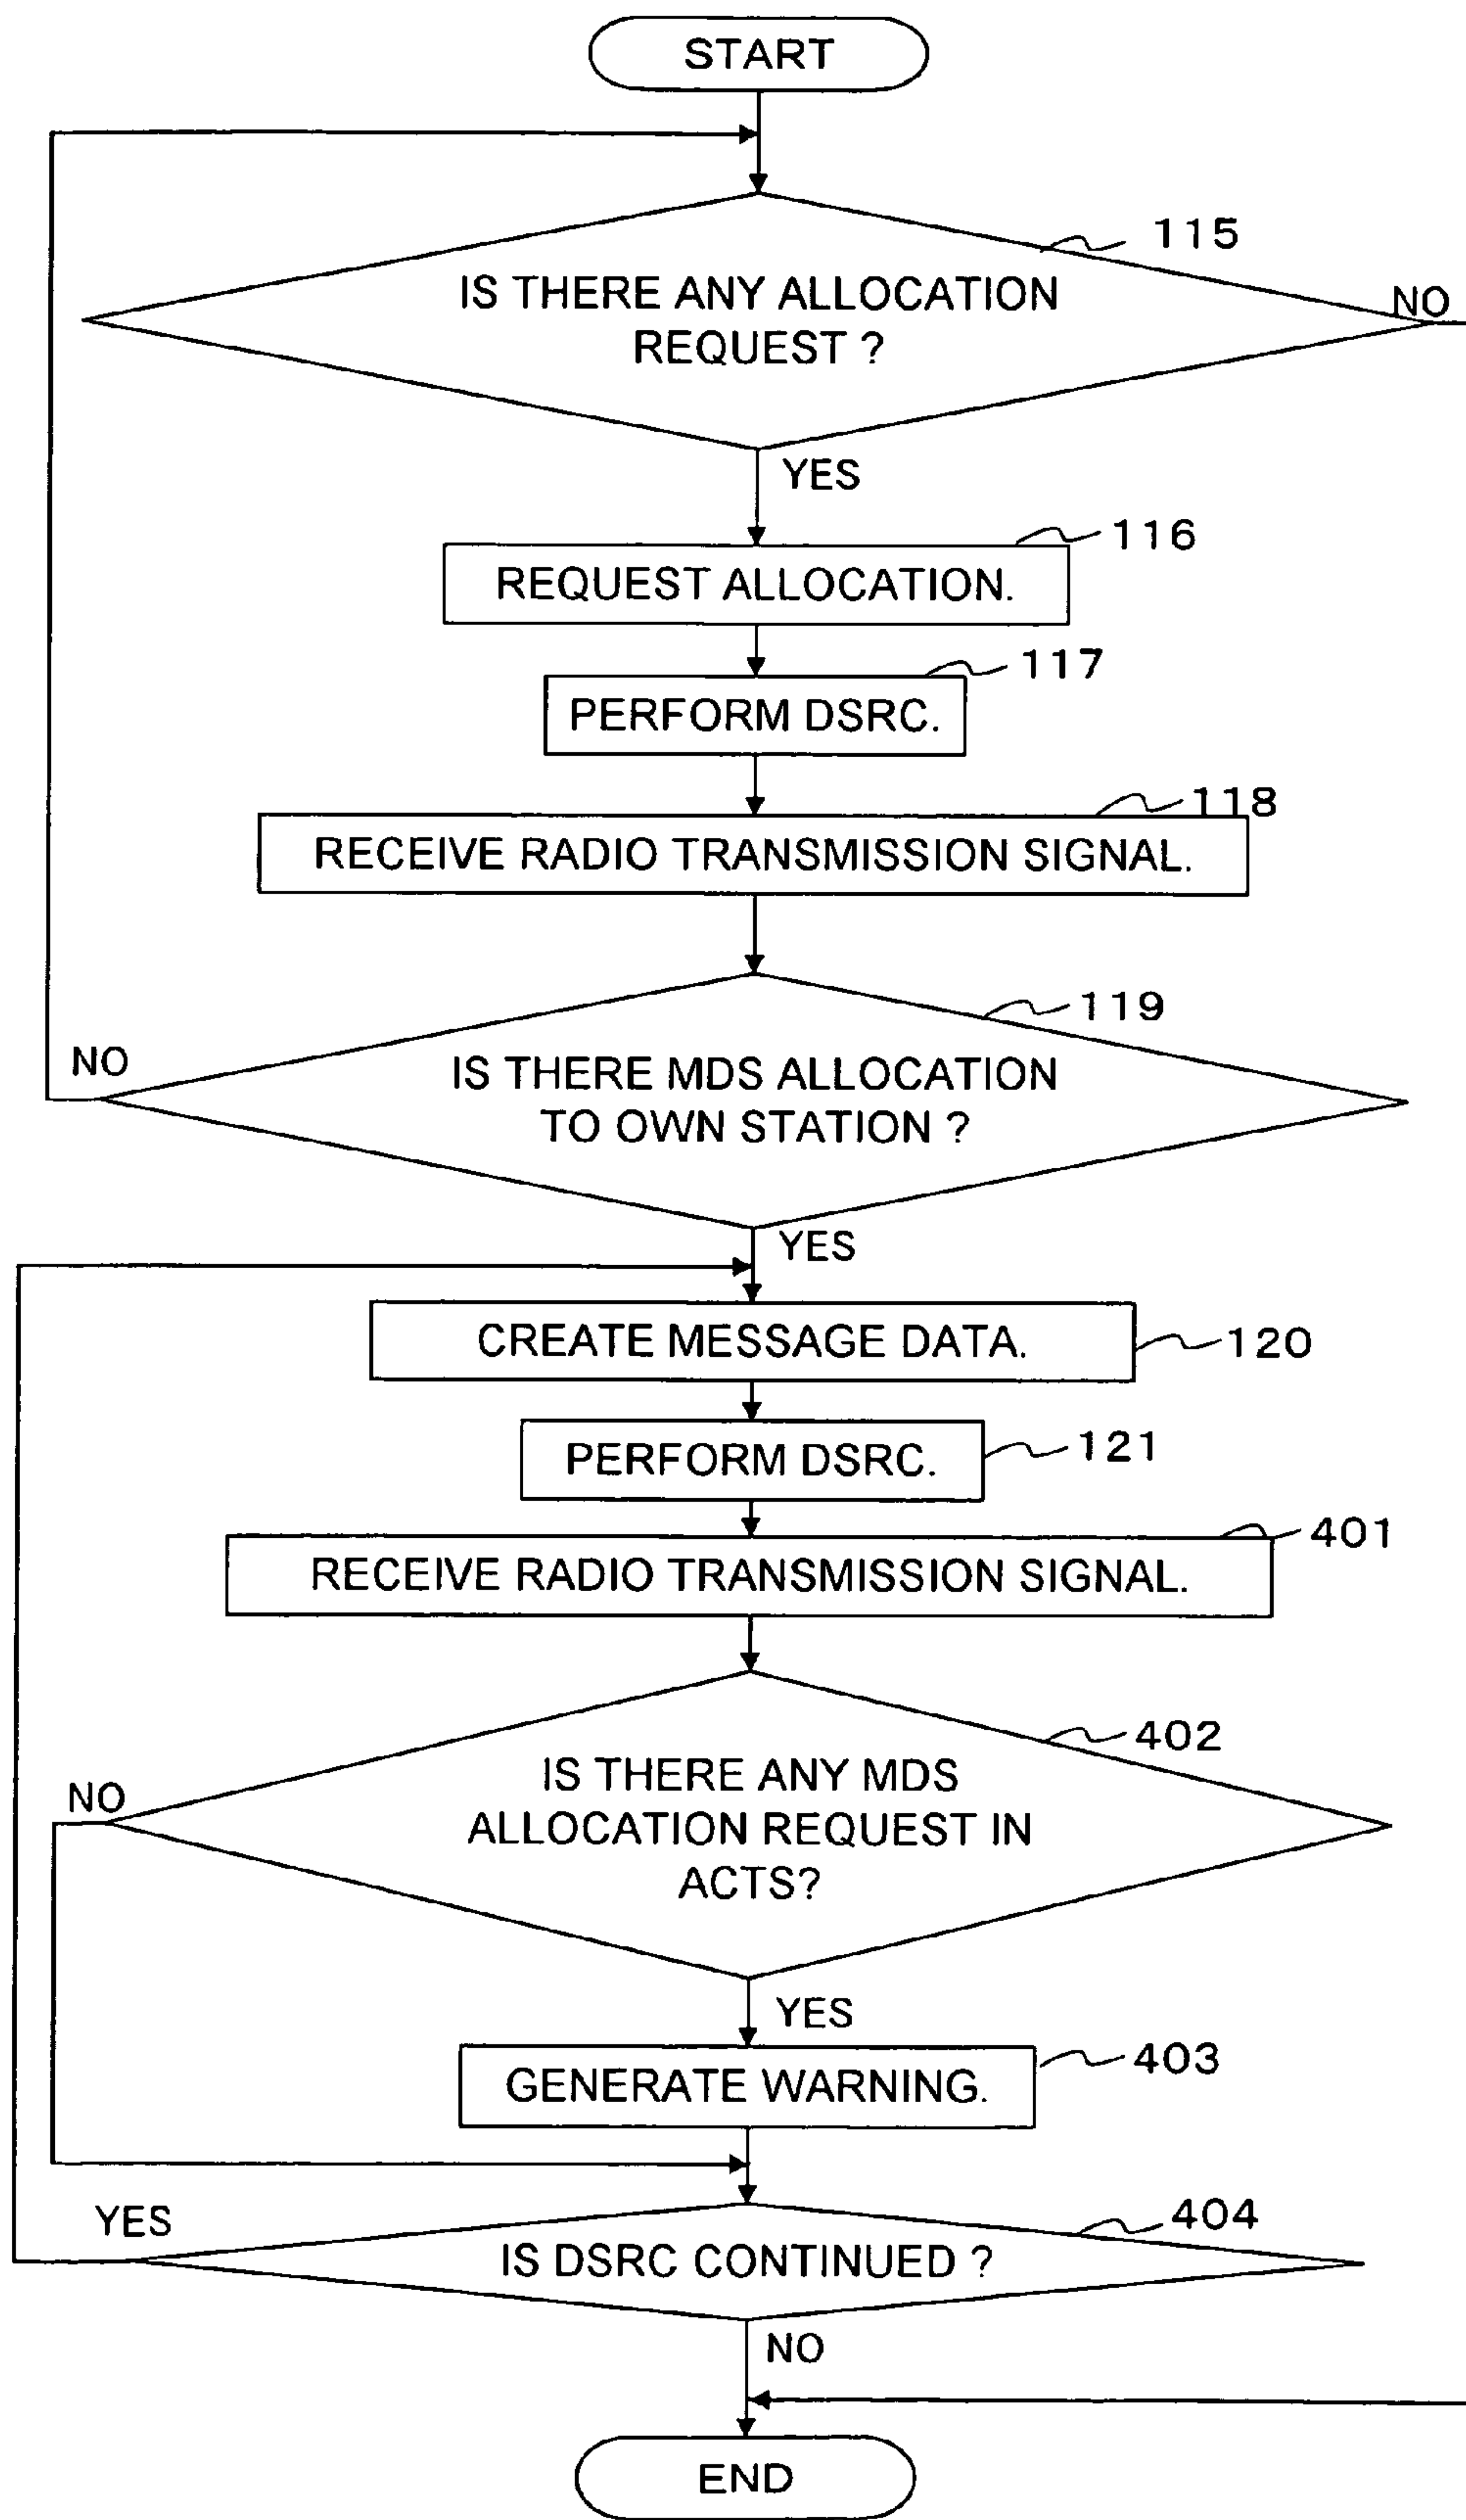 START
115
IS THERE ANY ALLOCATION
REQUEST ?
NO
YES
116
REQUEST ALLOCATION.
117
PERFORM DSRC.
118
RECEIVE RADIO TRANSMISSION SIGNAL.
119
NO
IS THERE MDS ALLOCATION
TO OWN STATION ?
YES
CREATE MESSAGE DATA.
120
PERFORM DSRC.
121
401
RECEIVE RADIO TRANSMISSION SIGNAL.
402
IS THERE ANY MDS
NO
ALLOCATION REQUEST IN
ACTS?
YES
403
GENERATE WARNING.
404
YES
IS DSRC CONTINUED ?
NO
END